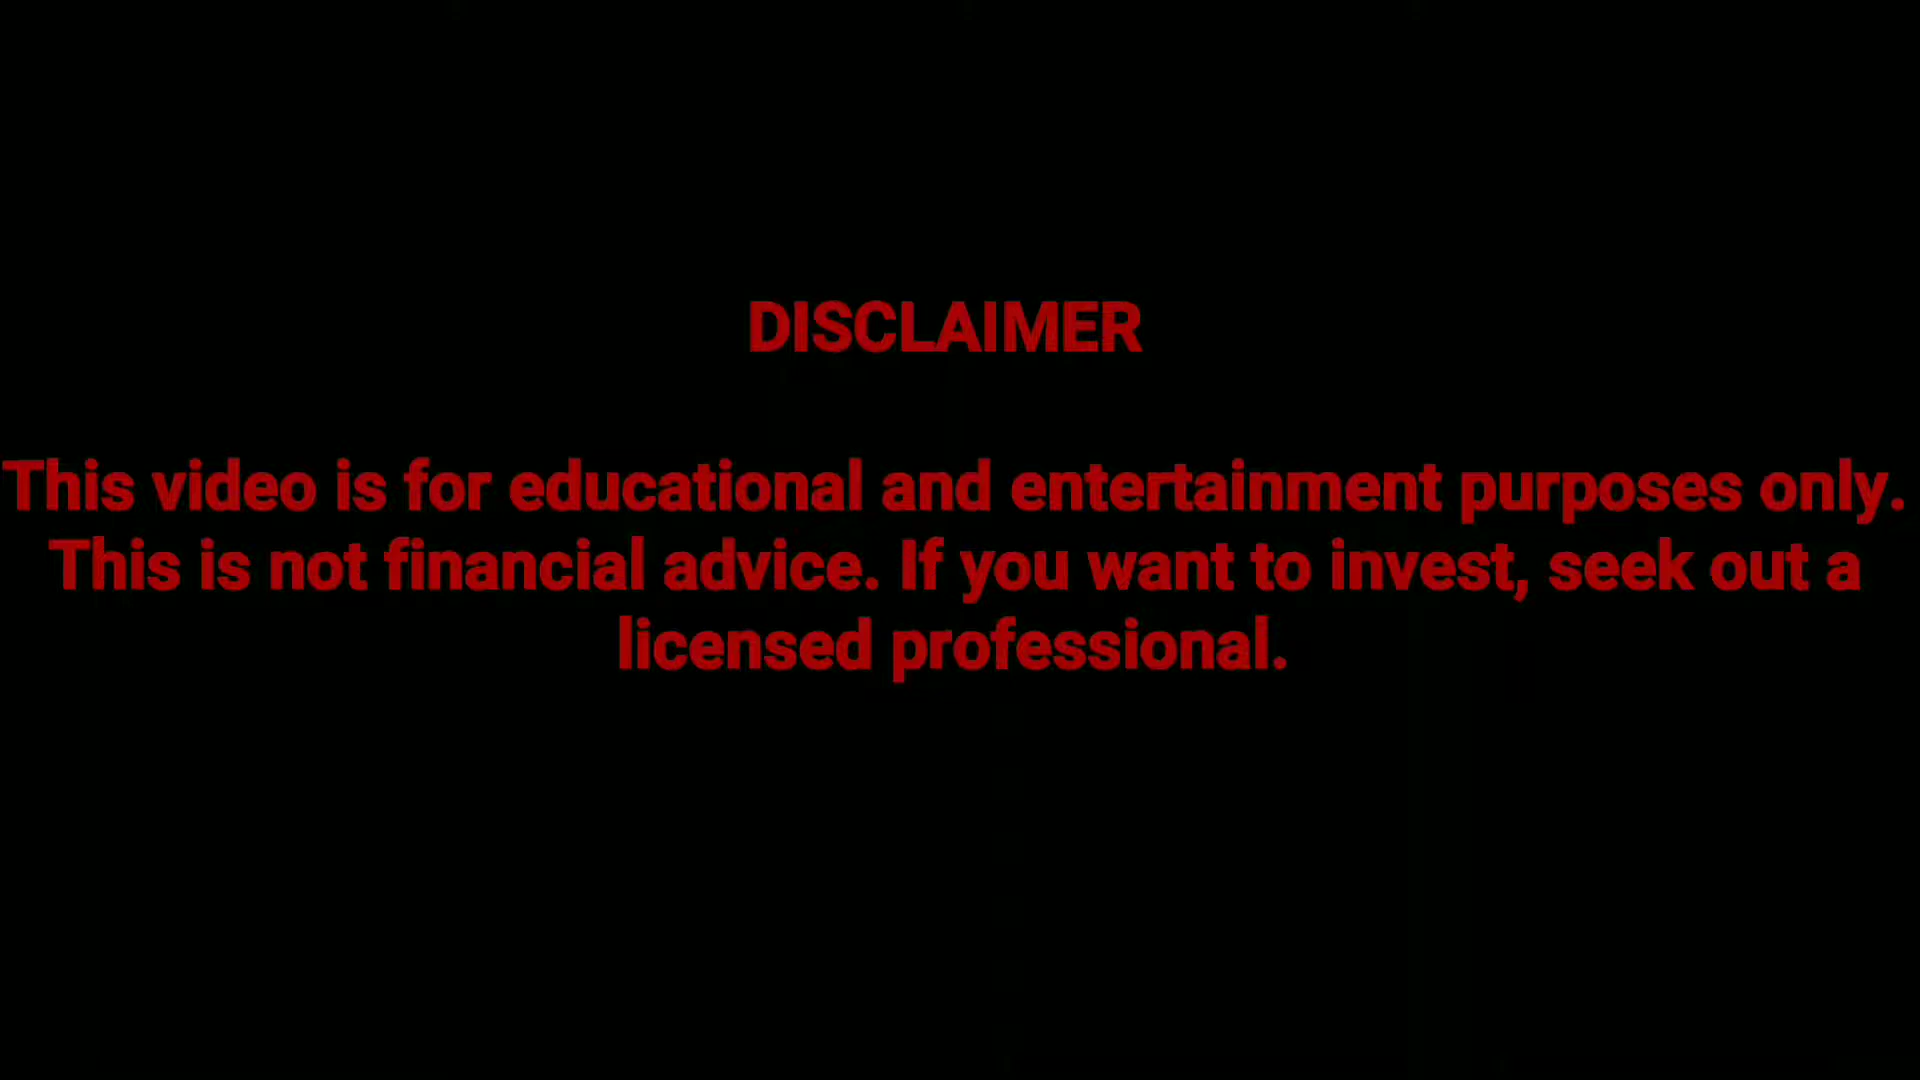 DISCLAIMER
This video is for educational and entertainment purposes only.
This is not financial advice. If you want to invest, seek out a
licensed professional.